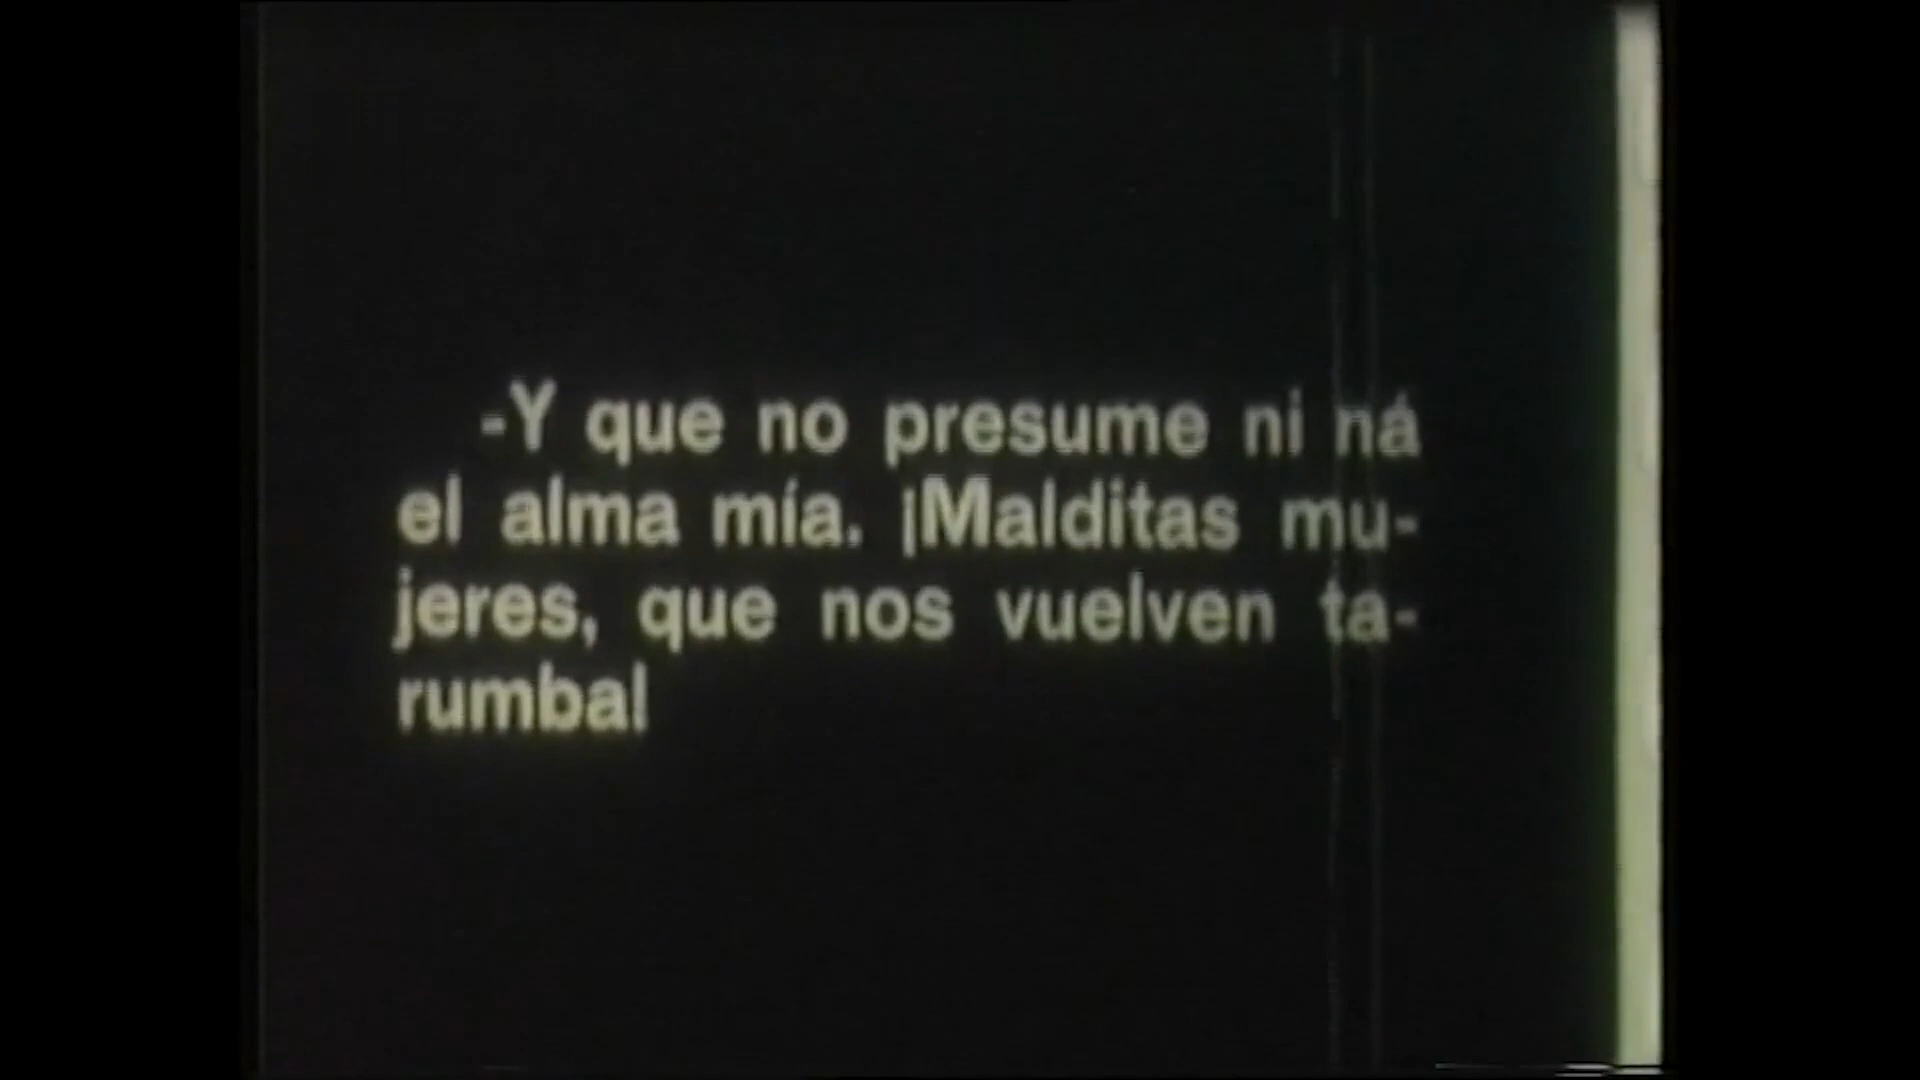 -Y que no presume ni ná
el alma mía. ¡Malditas mu-
jeres, que nos vuelven ta-
rumba!